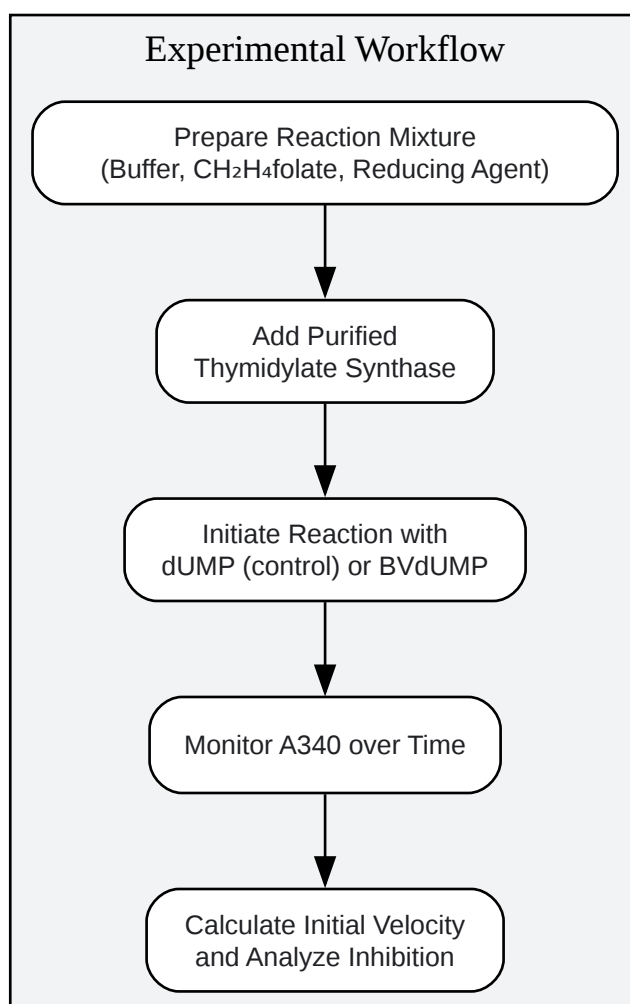 Experimental Workflow
Prepare Reaction Mixture
(Buffer, CH₂H₄folate, Reducing Agent)
Add Purified
Thymidylate Synthase
Initiate Reaction with
dUMP (control) or BVdUMP
Monitor A340 over Time
Calculate Initial Velocity
and Analyze Inhibition